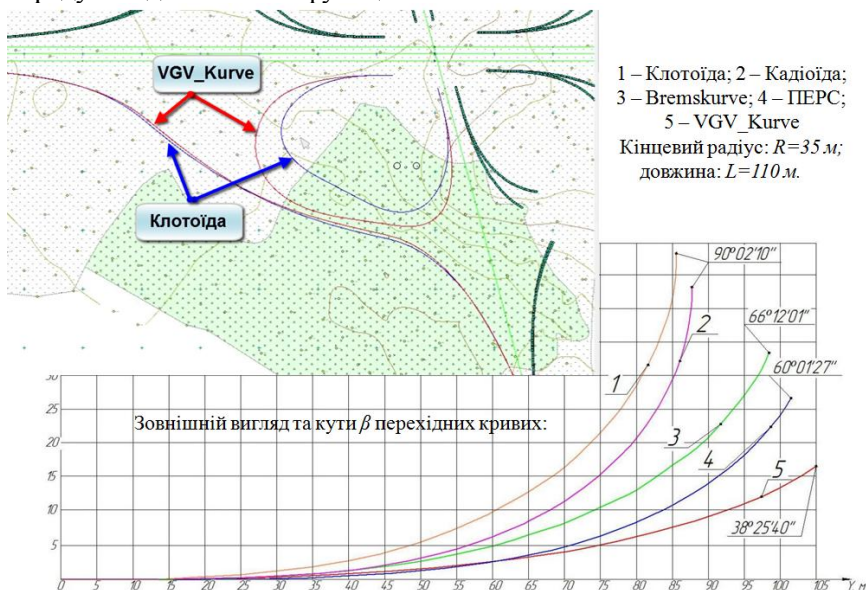 VGV_Kurve
Клотоїда
1 – Клотоїда; 2 – Кадіоїда;
3 – Bremskurve; 4 – ПЕРС;
5 – VGV_Kurve
Кінцевий радіус: R=35 м;
довжина: L=110 м.
90°02'10"
66°12'01"
60°01'27"
38°25'40"
1
2
3
4
5
Зовнішній вигляд та кути β перехідних кривих:
30
25
20
15
10
5
0 5 10 15 20 25 30 35 40 45 50 55 60 65 70 75 80 85 90 95 100 105 Y, м